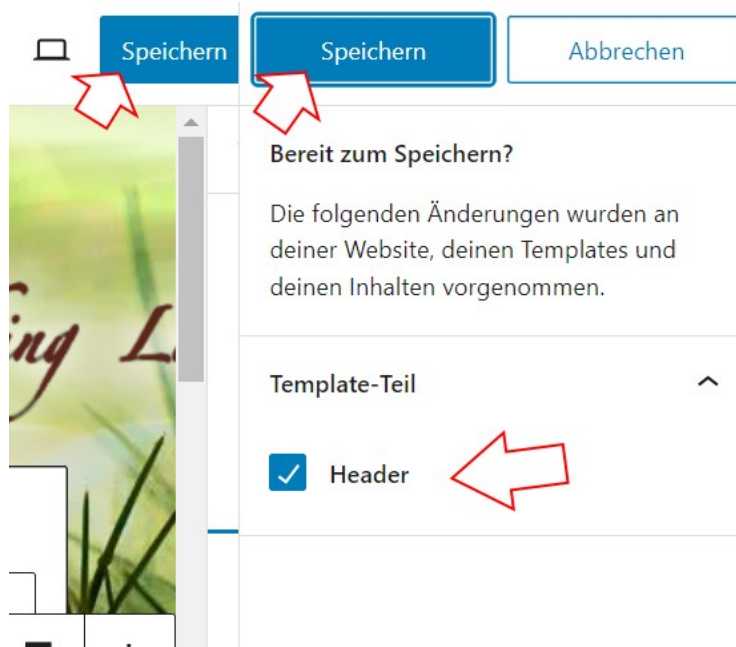 Speichern
Speichern
Abbrechen
Bereit zum Speichern?
Die folgenden Änderungen wurden an
deiner Website, deinen Templates und
deinen Inhalten vorgenommen.
ing L
Template-Teil
Header